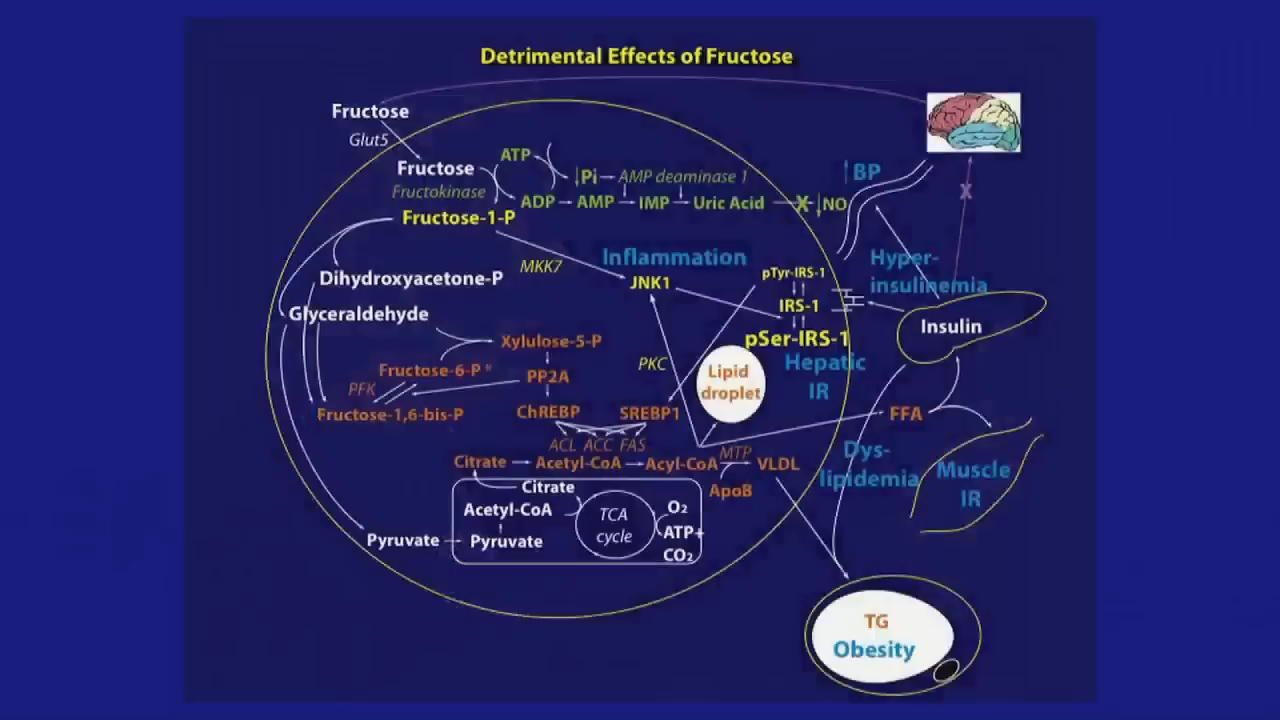 Detrimental Effects of Fructose
Fructose
Glut5
Fructose
Fructokinase
Fructose-1-P
ATP
ADP
↓Pi
AMP deaminase 1
AMP
IMP
Uric Acid
X
↓NO
↑BP
X
Dihydroxyacetone-P
Glyceraldehyde
MKK7
Inflammation
JNK1
pTyr-IRS-1
IRS-1
pSer-IRS-1
Hepatic
IR
Hyper-
insulinemia
Insulin
Xylulose-5-P
Fructose-6-P *
PP2A
PFK
Fructose-1,6-bis-P
ChREBP
SREBP1
PKC
Lipid
droplet
ACL ACC FAS
Citrate
Acetyl-CoA
Acyl-CoA
MTP
VLDL
ApoB
FFA
Dys-
lipidemia
Muscle
IR
Citrate
Acetyl-CoA
TCA
cycle
O2
ATP+
CO2
Pyruvate
Pyruvate
TG
Obesity